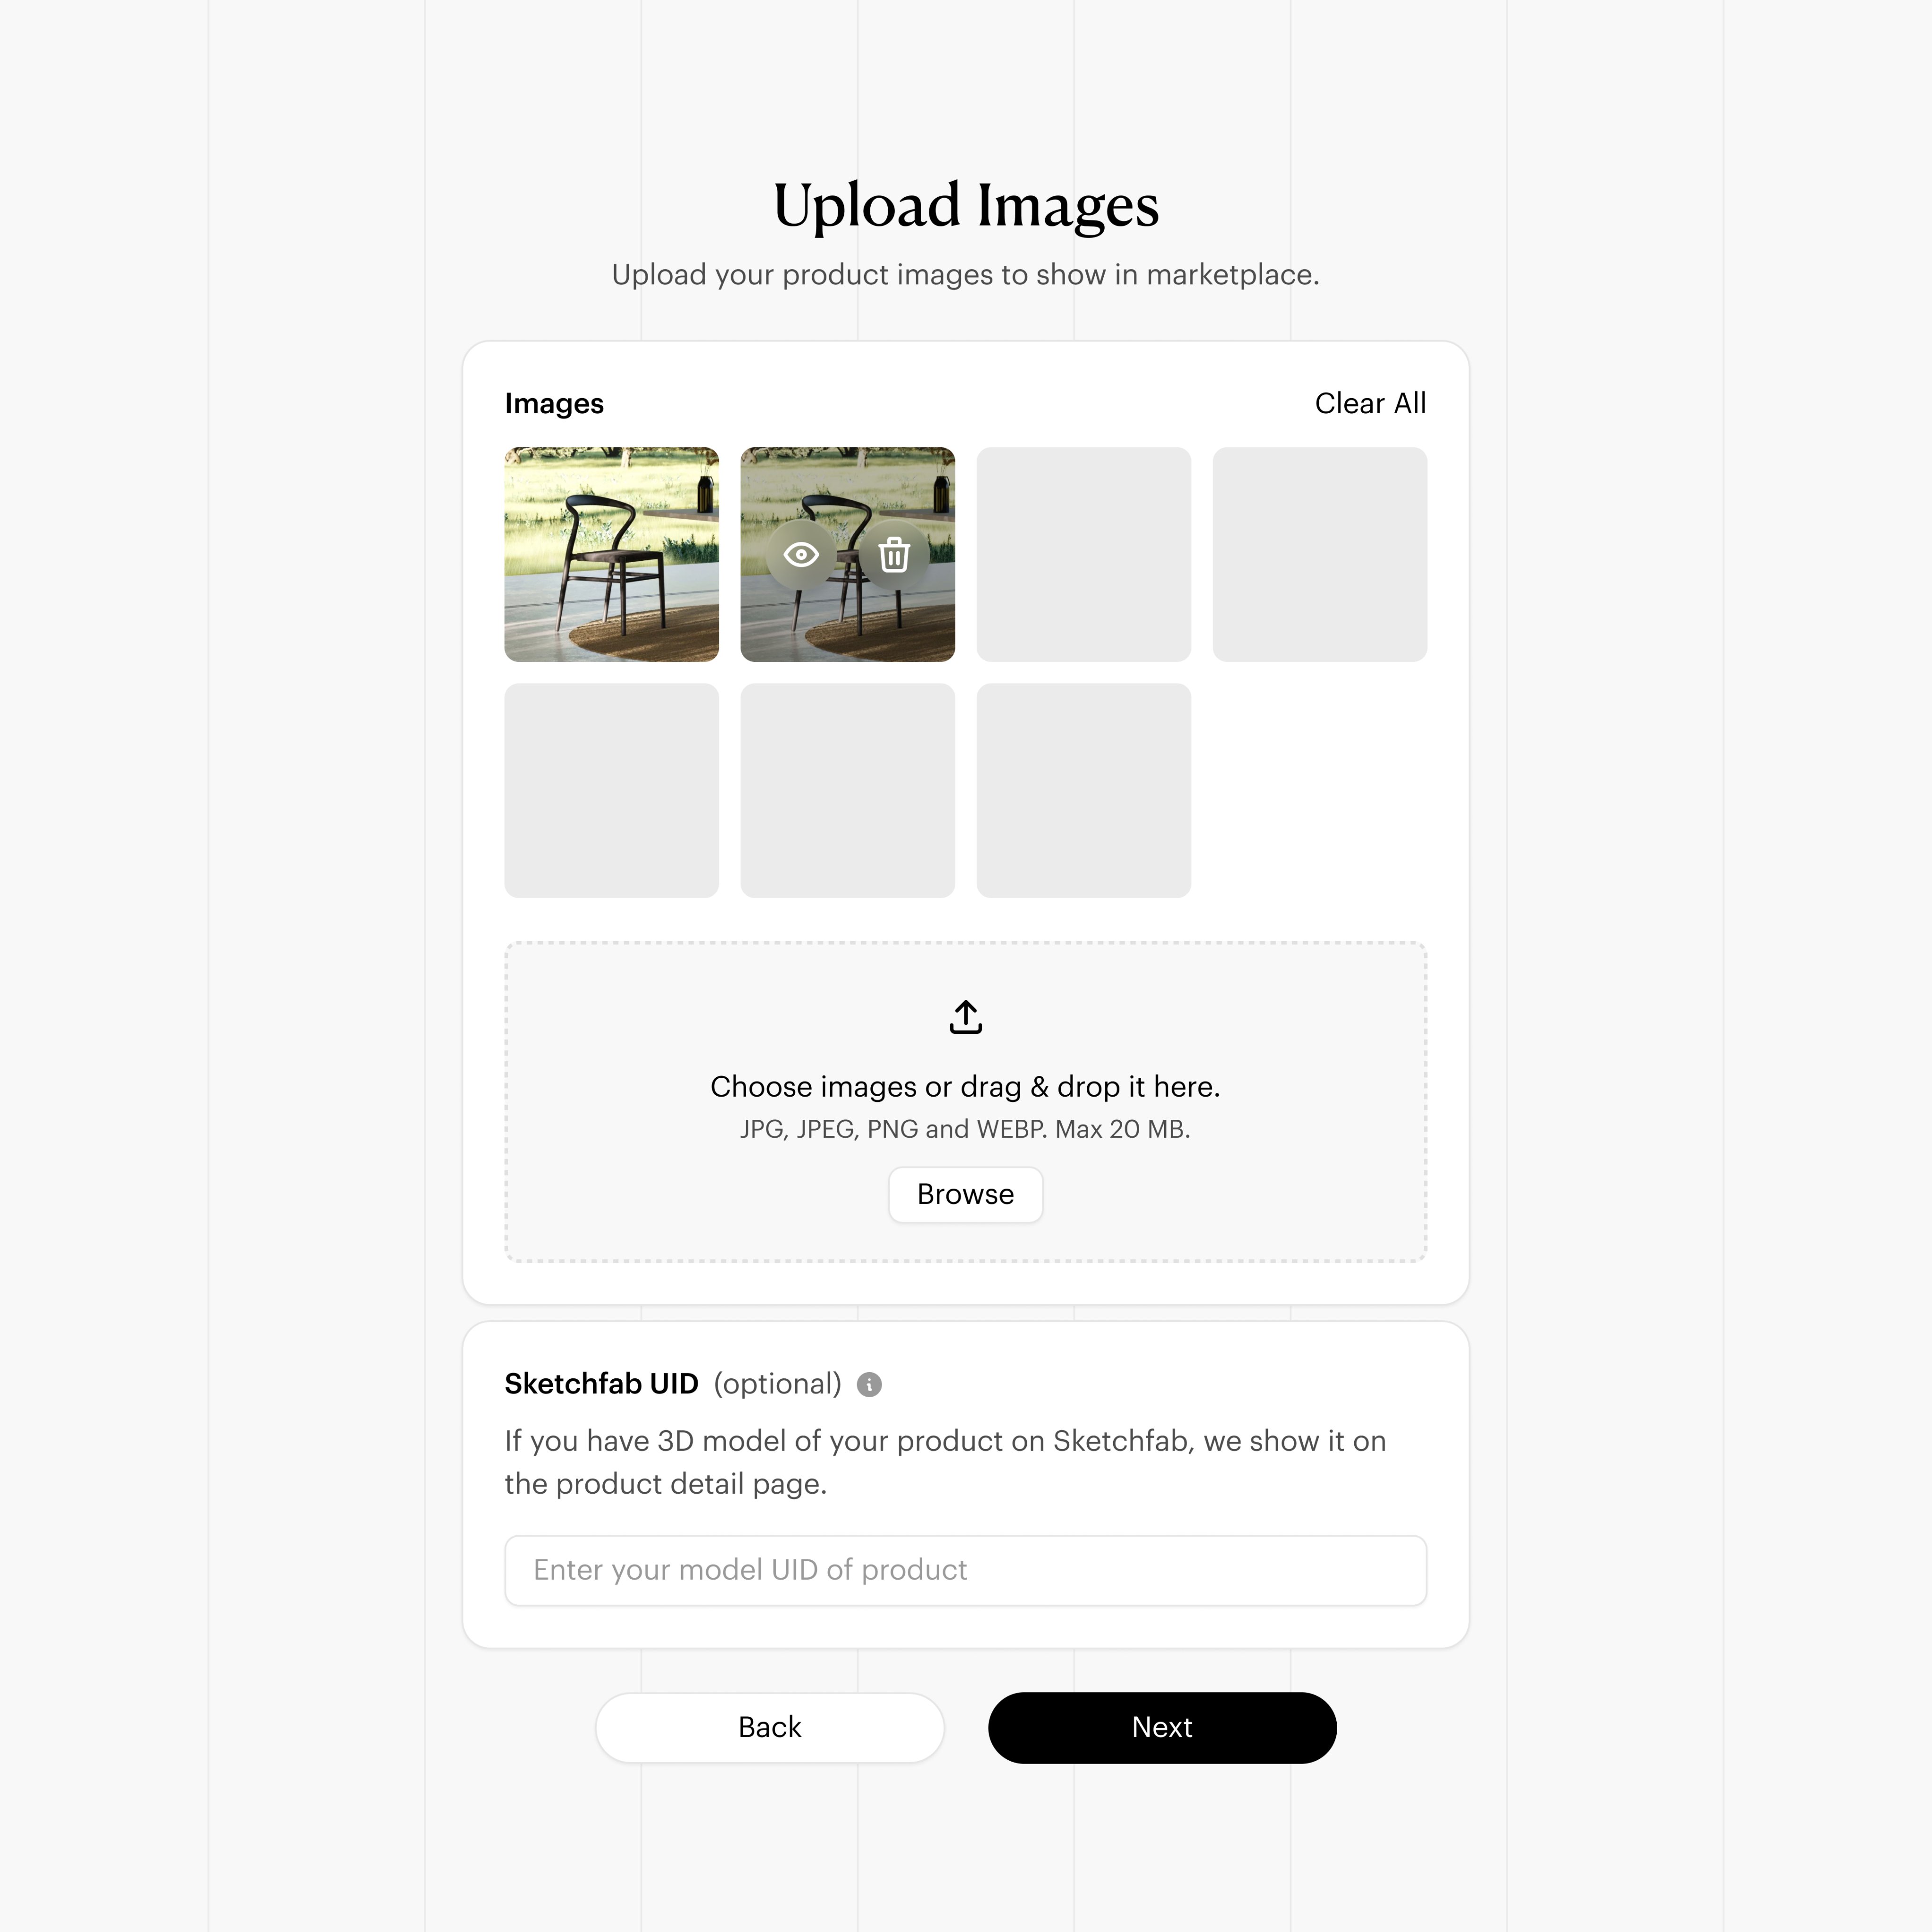 Upload Images
Upload your product images to show in marketplace.
Images
Clear All
Choose images or drag & drop it here.
JPG, JPEG, PNG and WEBP. Max 20 MB.
Browse
Sketchfab UID (optional)
If you have 3D model of your product on Sketchfab, we show it on
the product detail page.
Enter your model UID of product
Back
Next